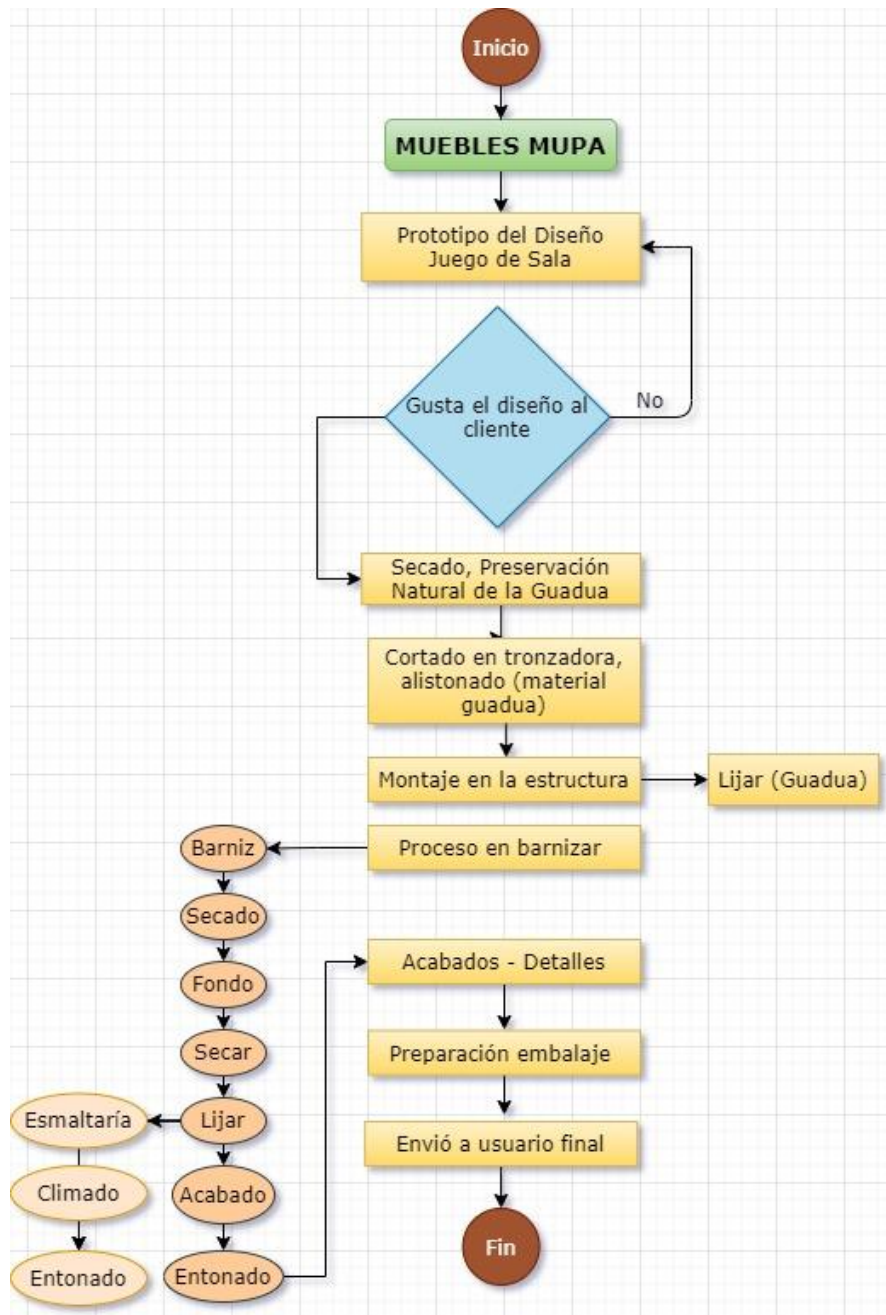 Inicio
MUEBLES MUPA
Prototipo del Diseño
Juego de Sala
Gusta el diseño al
cliente
No
Secado, Preservación
Natural de la Guadua
Cortado en tronzadora,
alistonado (material
guadua)
Montaje en la estructura
Lijar (Guadua)
Proceso en barnizar
Barniz
Secado
Fondo
Secar
Lijar
Esmaltaría
Climado
Entonado
Acabado
Entonado
Acabados - Detalles
Preparación embalaje
Envió a usuario final
Fin